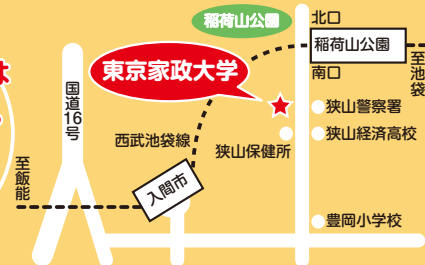 稲荷山公園
北口
稲荷山公園
南口
至池袋
は
東京家政大学
国道16号
狭山警察署
狭山経済高校
西武池袋線
狭山保健所
至飯能
入間市
豊岡小学校